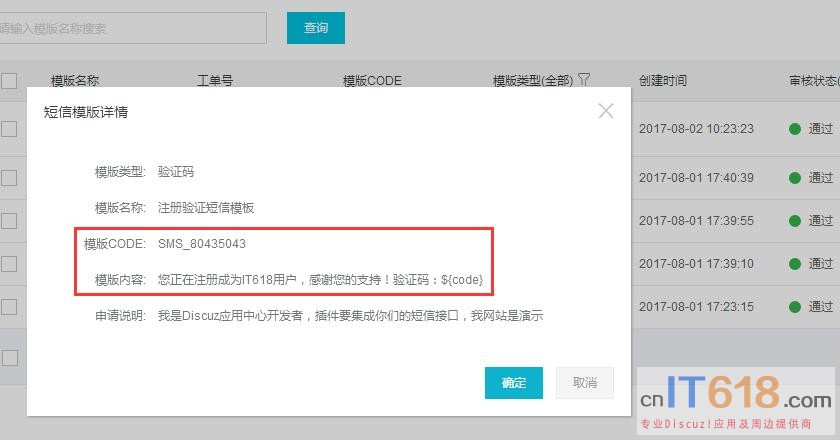 请输入模版名称搜索
查询
模版名称 工单号 模版CODE 模版类型(全部) 创建时间 审核状态(
短信模版详情
2017-08-02 10:23:23 通过
模版类型: 验证码
2017-08-01 17:40:39 通过
模版名称: 注册验证短信模板
2017-08-01 17:39:55 通过
模版CODE: SMS_80435043
2017-08-01 17:39:10 通过
模版内容: 您正在注册成为IT618用户，感谢您的支持！验证码：${code}
2017-08-01 17:23:15 通过
申请说明: 我是Discuz应用中心开发者，插件要集成你们的短信接口，我网站是演示
确定 取消
cnIT618.com
专业Discuz!应用及周边提供商